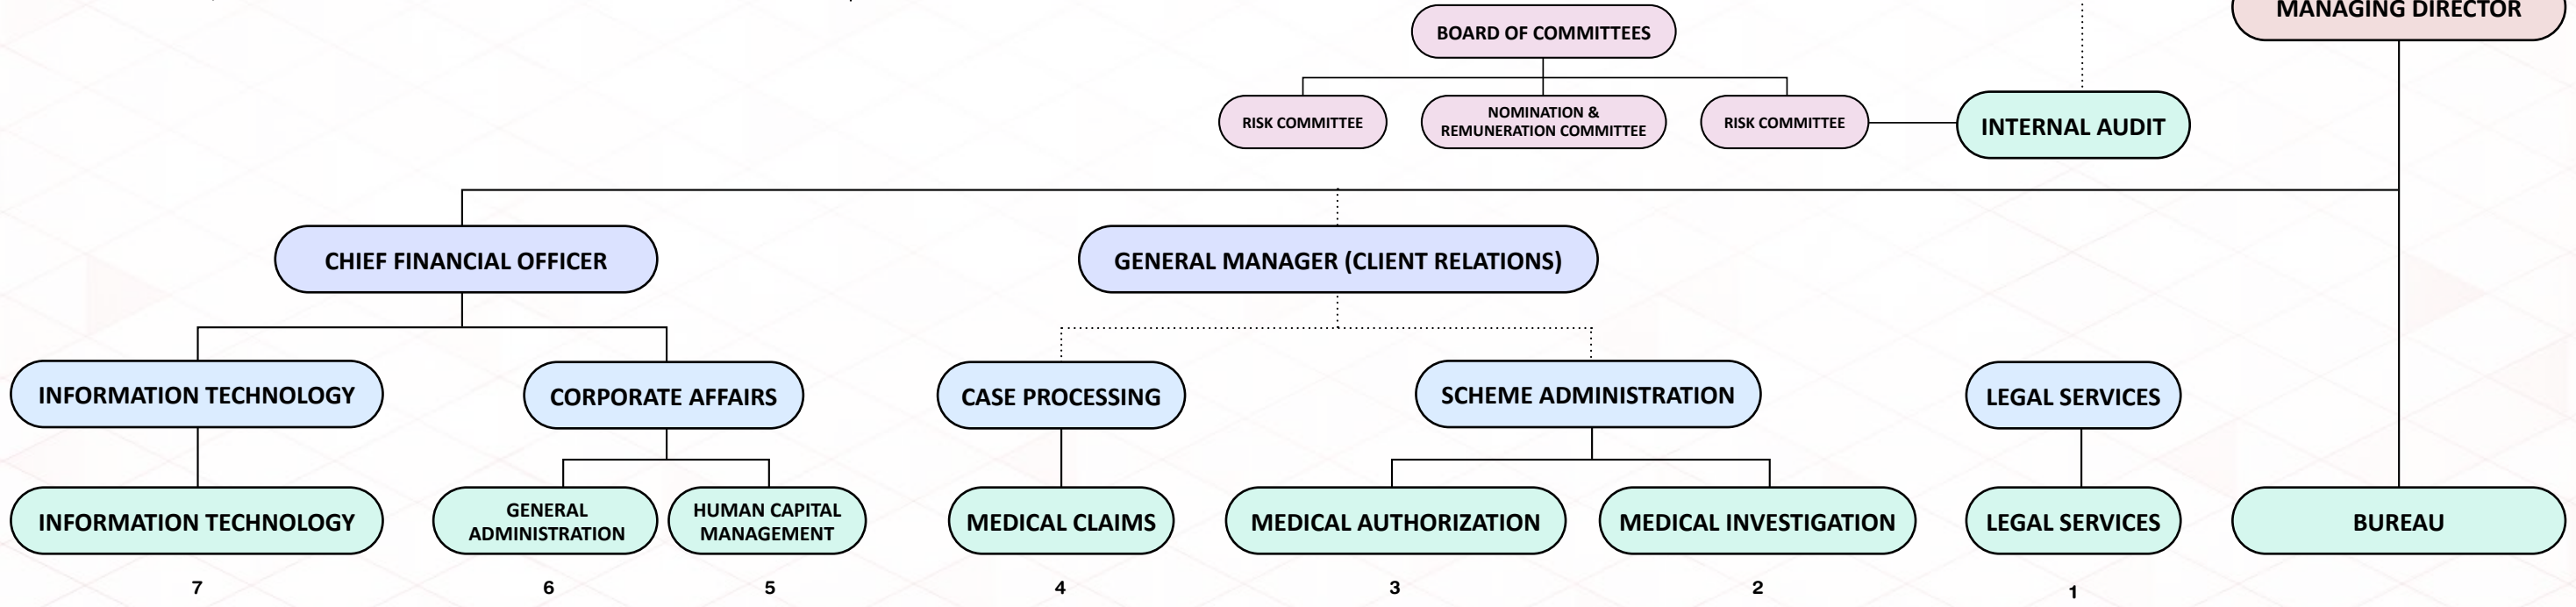 MANAGING DIRECTOR
BOARD OF COMMITTEES
RISK COMMITTEE
NOMINATION &
REMUNERATION COMMITTEE
RISK COMMITTEE
INTERNAL AUDIT
CHIEF FINANCIAL OFFICER
GENERAL MANAGER (CLIENT RELATIONS)
INFORMATION TECHNOLOGY
CORPORATE AFFAIRS
CASE PROCESSING
SCHEME ADMINISTRATION
LEGAL SERVICES
INFORMATION TECHNOLOGY
GENERAL
ADMINISTRATION
HUMAN CAPITAL
MANAGEMENT
MEDICAL CLAIMS
MEDICAL AUTHORIZATION
MEDICAL INVESTIGATION
LEGAL SERVICES
BUREAU
7
6
5
4
3
2
1